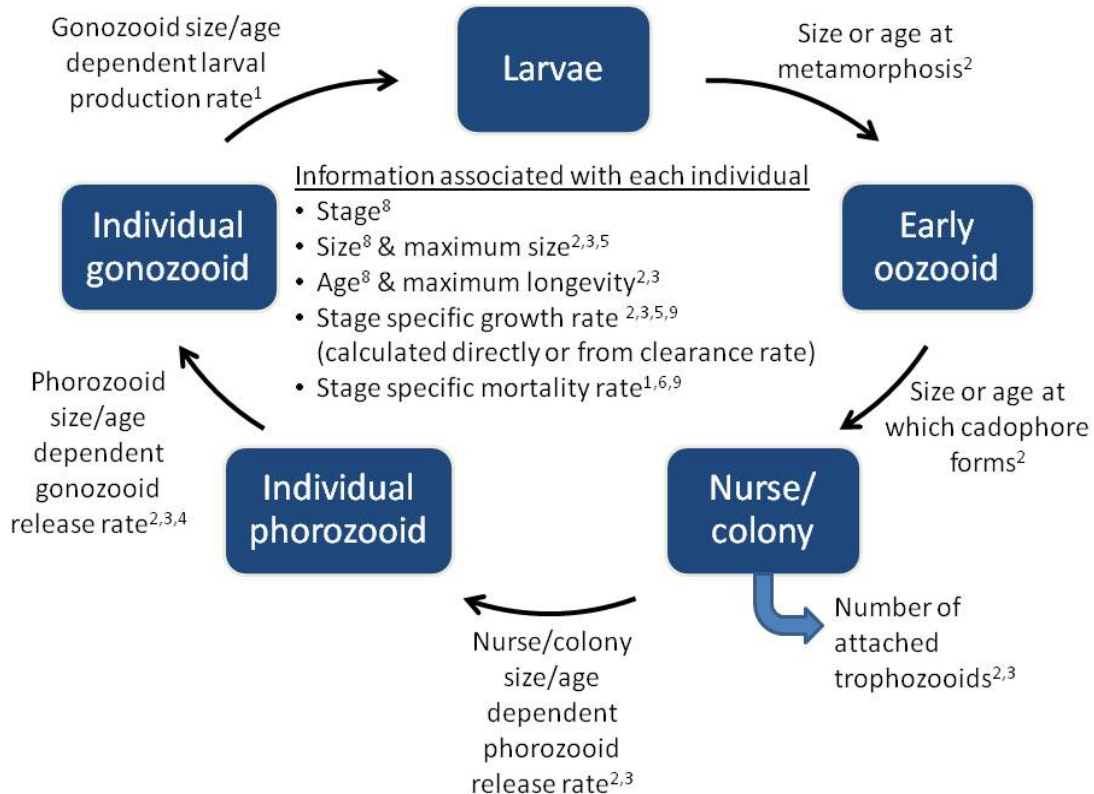 Larvae
Size or age at
metamorphosis²
Early
oozooid
Size or age at
which cadophore
forms²
Nurse/
colony
Number of
attached
trophozooids²,³
Nurse/colony
size/age
dependent
phorozooid
release rate²,³
Individual
phorozooid
Phorozooid
size/age
dependent
gonozooid
release rate²,³,⁴
Individual
gonozooid
Gonozooid size/age
dependent larval
production rate¹
Information associated with each individual
• Stage⁸
• Size⁸ & maximum size²,³,⁵
• Age⁸ & maximum longevity²,³
• Stage specific growth rate ²,³,⁵,⁹
(calculated directly or from clearance rate)
• Stage specific mortality rate¹,⁶,⁹